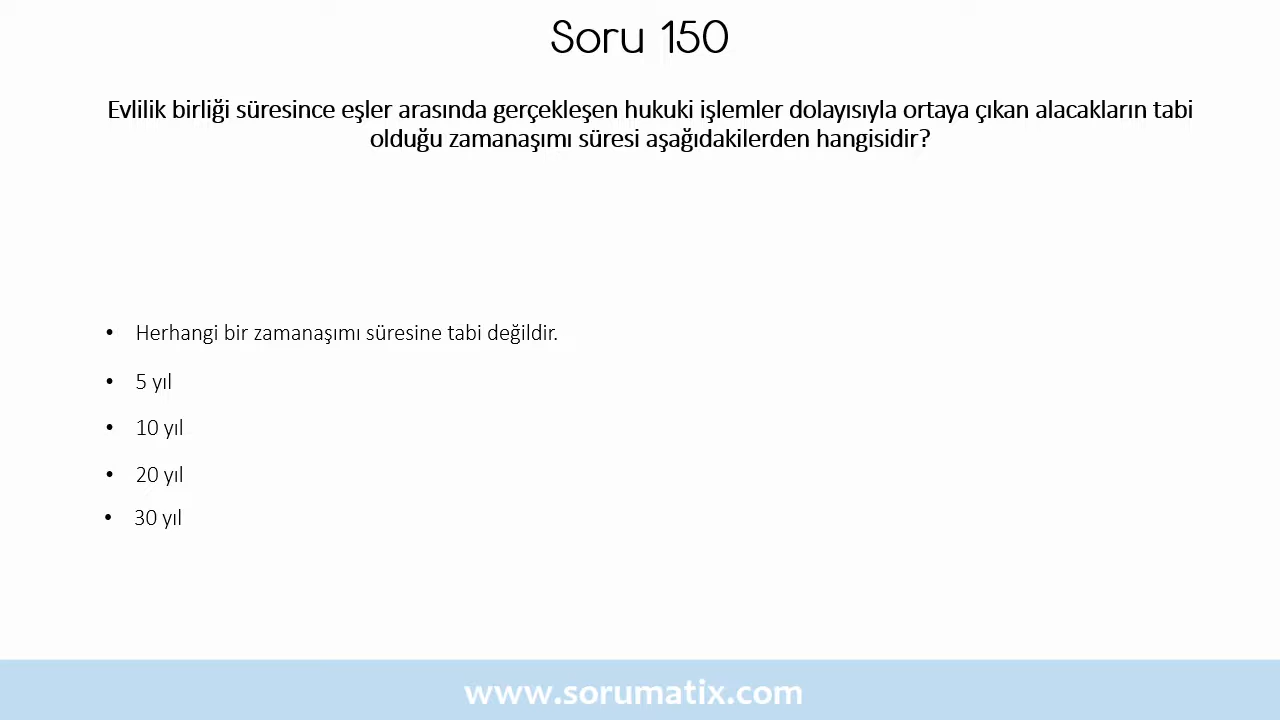 Soru 150
Evlilik birliği süresince eşler arasında gerçekleşen hukuki işlemler dolayısıyla ortaya çıkan alacakların tabi
olduğu zamanaşımı süresi aşağıdakilerden hangisidir?
• Herhangi bir zamanaşımı süresine tabi değildir.
• 5 yıl
• 10 yıl
• 20 yıl
• 30 yıl
www.sorumatix.com